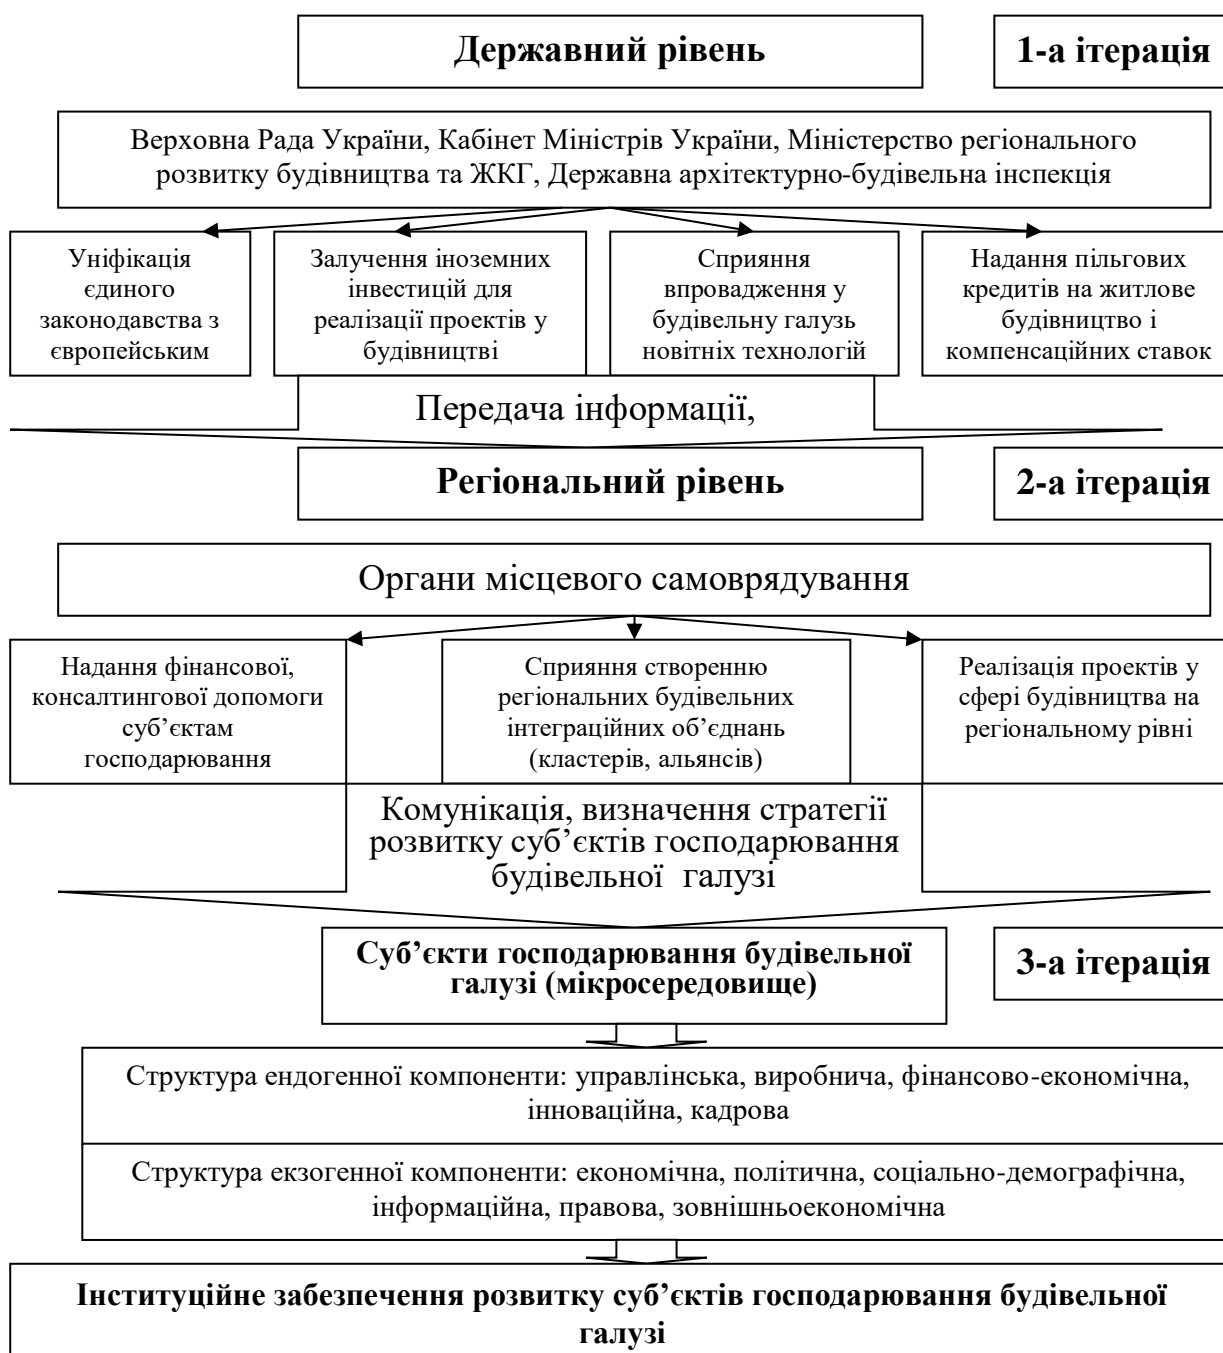 Державний рівень
1-а ітерація
Верховна Рада України, Кабінет Міністрів України, Міністерство регіонального
розвитку будівництва та ЖКГ, Державна архітектурно-будівельна інспекція
Уніфікація
єдиного
законодавства з
європейським
Залучення іноземних
інвестицій для
реалізації проектів у
будівництві
Сприяння
впровадження у
будівельну галузь
новітніх технологій
Надання пільгових
кредитів на житлове
будівництво і
компенсаційних ставок
Передача інформації,
Регіональний рівень
2-а ітерація
Органи місцевого самоврядування
Надання фінансової,
консалтингової допомоги
суб’єктам
господарювання
Сприяння створенню
регіональних будівельних
інтеграційних об’єднань
(кластерів, альянсів)
Реалізація проектів у
сфері будівництва на
регіональному рівні
Комунікація, визначення стратегії
розвитку суб’єктів господарювання
будівельної галузі
Суб’єкти господарювання будівельної
галузі (мікросередовище)
3-а ітерація
Структура ендогенної компоненти: управлінська, виробнича, фінансово-економічна,
інноваційна, кадрова
Структура екзогенної компоненти: економічна, політична, соціально-демографічна,
інформаційна, правова, зовнішньоекономічна
Інституційне забезпечення розвитку суб’єктів господарювання будівельної
галузі